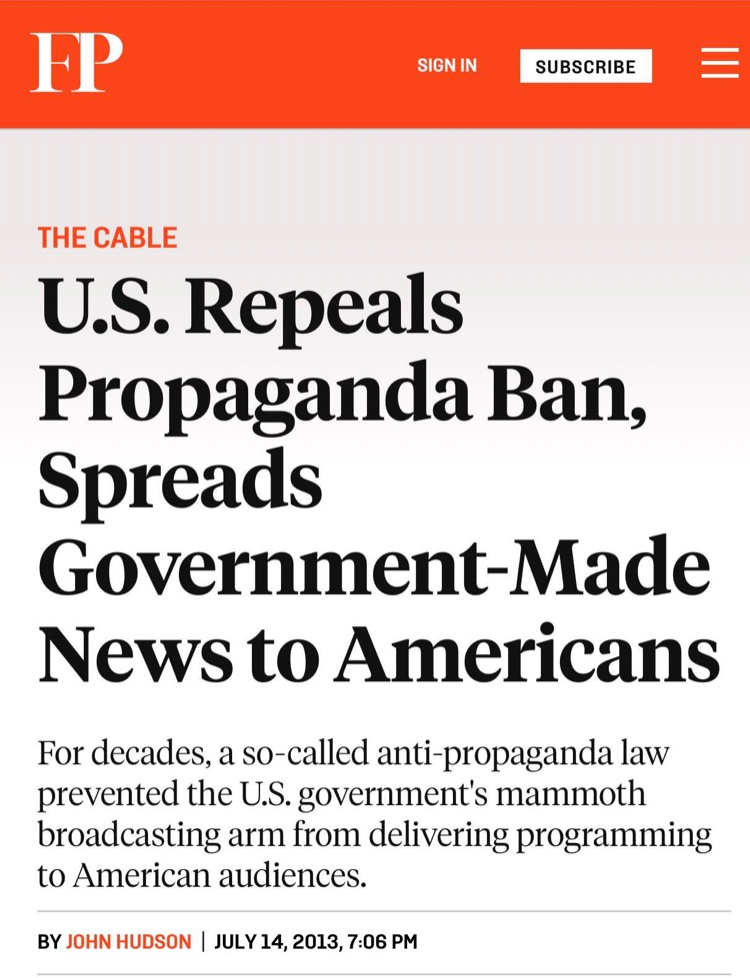 FP
SIGN IN
SUBSCRIBE
THE CABLE
U.S. Repeals
Propaganda Ban,
Spreads
Government-Made
News to Americans
For decades, a so-called anti-propaganda law
prevented the U.S. government's mammoth
broadcasting arm from delivering programming
to American audiences.
BY JOHN HUDSON | JULY 14, 2013, 7:06 PM